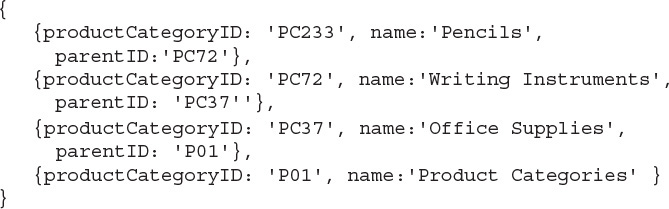 {
{productCategoryID: 'PC233', name:'Pencils',
parentID:'PC72'},
{productCategoryID: 'PC72', name:'Writing Instruments',
parentID: 'PC37''},
{productCategoryID: 'PC37', name:'Office Supplies',
parentID: 'P01'},
{productCategoryID: 'P01', name:'Product Categories' }
}